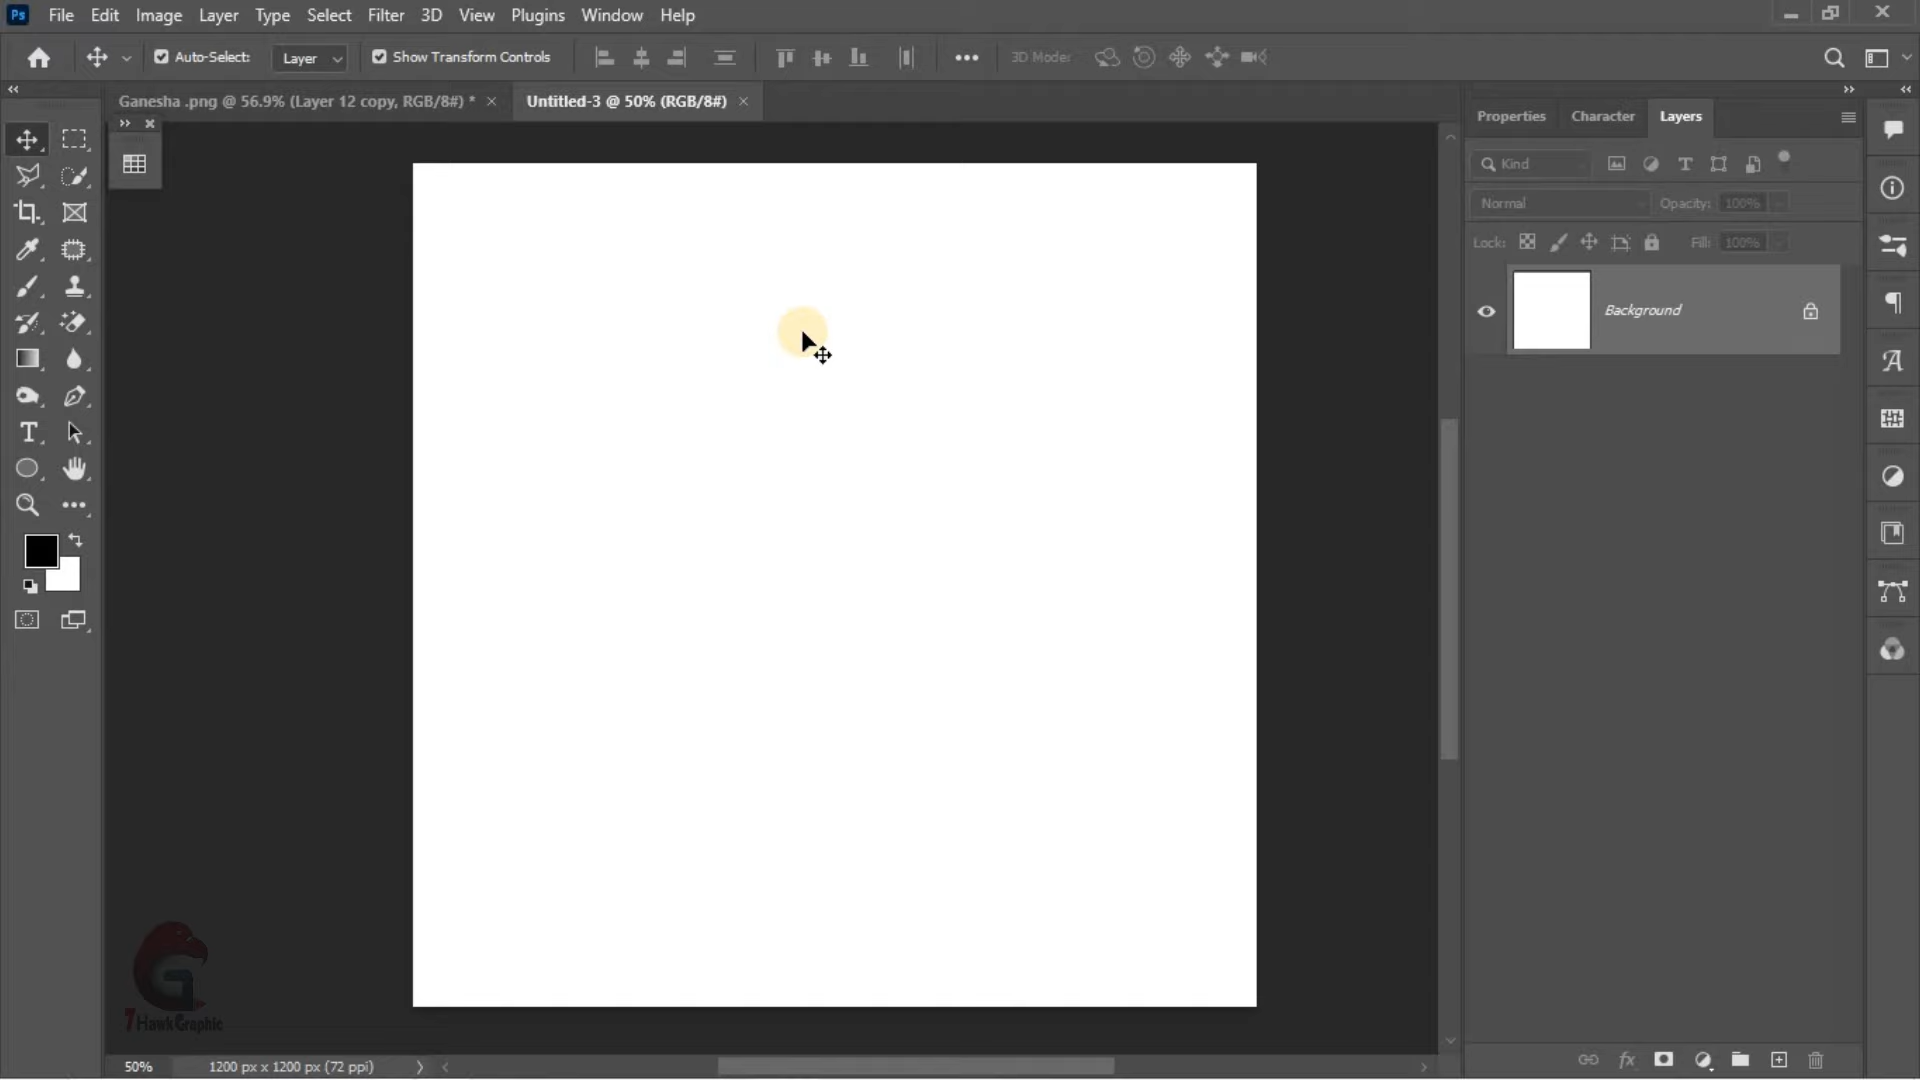 Ps File Edit Image Layer Type Select Filter 3D View Plugins Window Help
Auto-Select: Layer Show Transform Controls 3D Mode:
Ganesha .png @ 56.9% (Layer 12 copy, RGB/8#) * × Untitled-3 @ 50% (RGB/8#) ×
Properties Character Layers
Kind
Normal Opacity: 100%
Lock: Fill: 100%
Background
T
fx
G
7 Hawk Graphic
50% 1200 px x 1200 px (72 ppi)